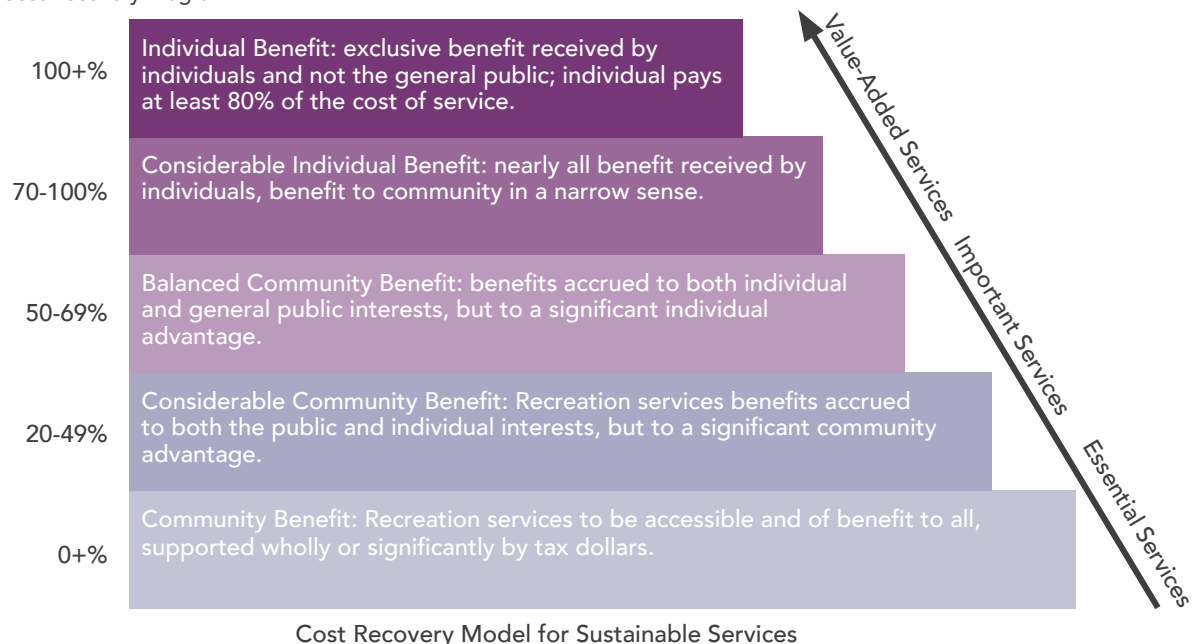 100+%
Individual Benefit: exclusive benefit received by
individuals and not the general public; individual pays
at least 80% of the cost of service.
70-100%
Considerable Individual Benefit: nearly all benefit received by
individuals, benefit to community in a narrow sense.
50-69%
Balanced Community Benefit: benefits accrued to both individual
and general public interests, but to a significant individual
advantage.
20-49%
Considerable Community Benefit: Recreation services benefits accrued
to both the public and individual interests, but to a significant community
advantage.
0+%
Community Benefit: Recreation services to be accessible and of benefit to all,
supported wholly or significantly by tax dollars.
Value-Added Services
Important Services
Essential Services
Cost Recovery Model for Sustainable Services